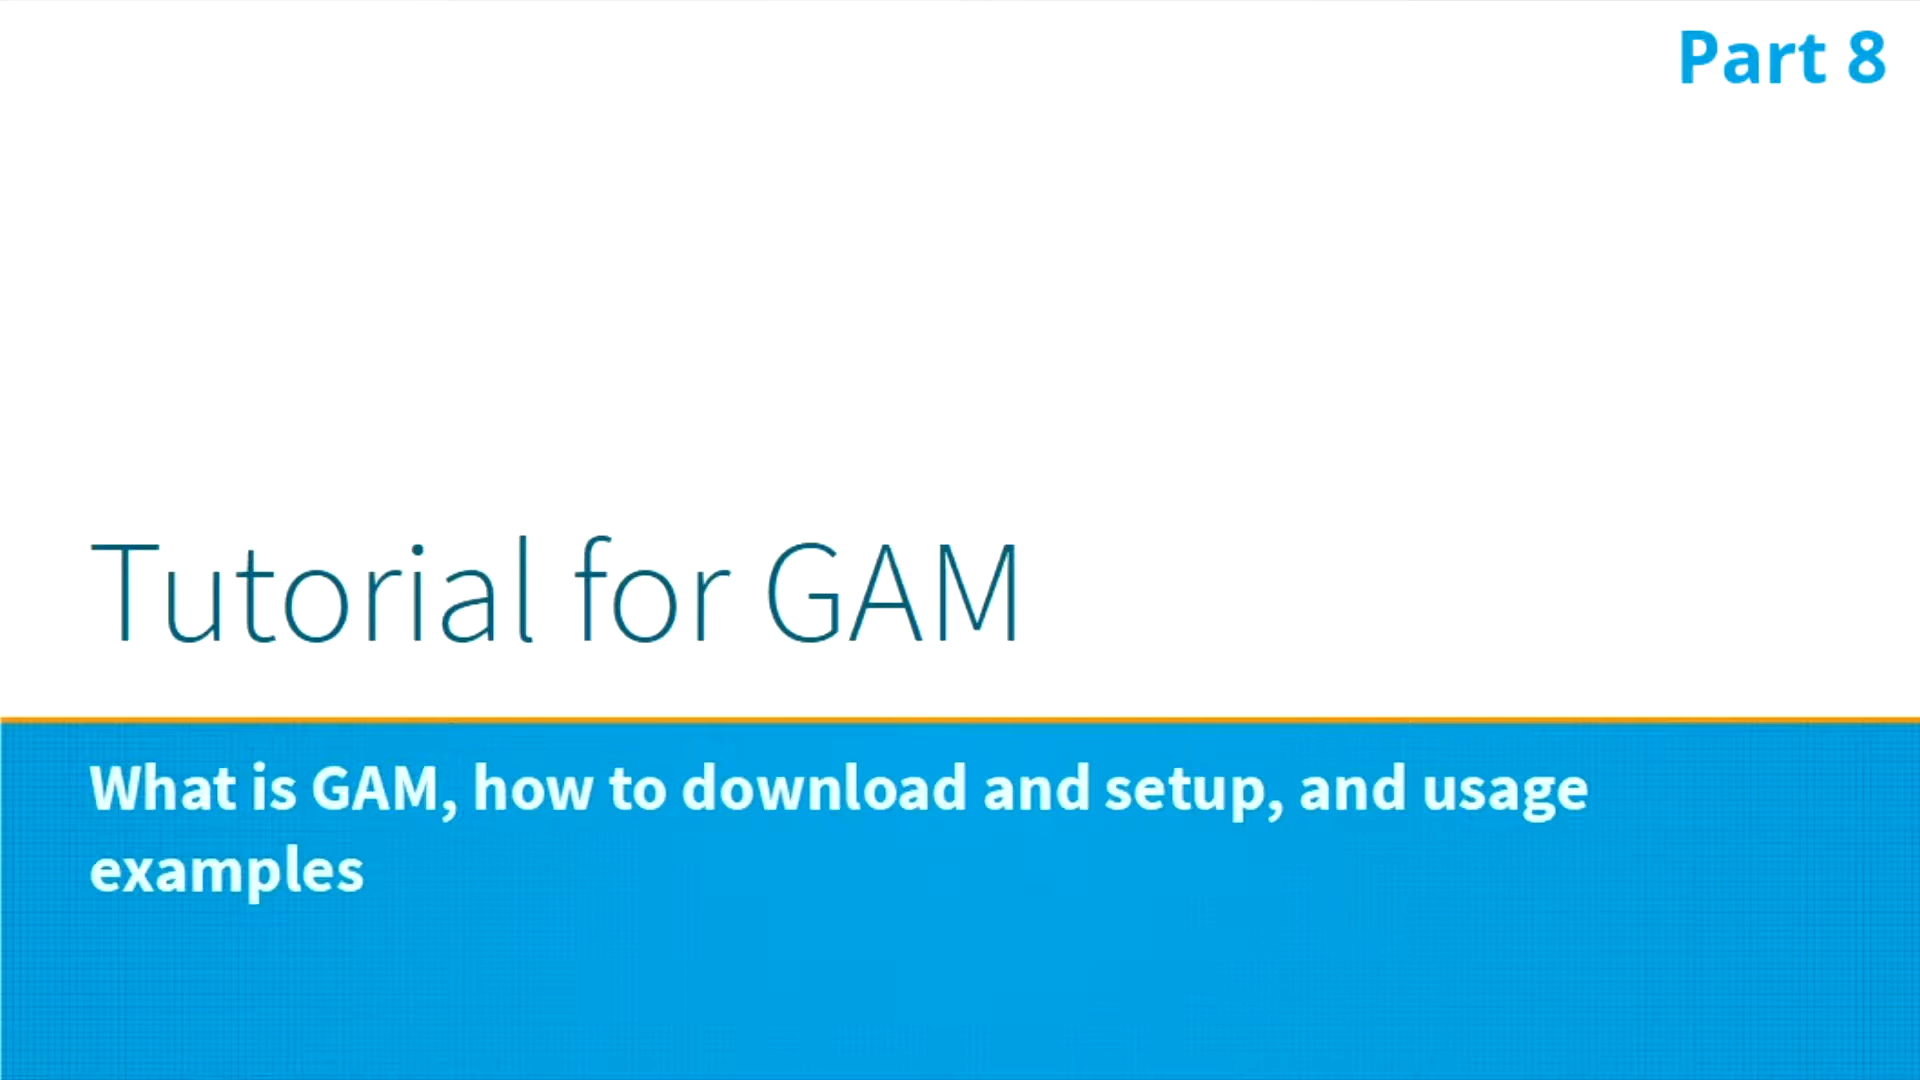 Part 8
Tutorial for GAM
What is GAM, how to download and setup, and usage
examples